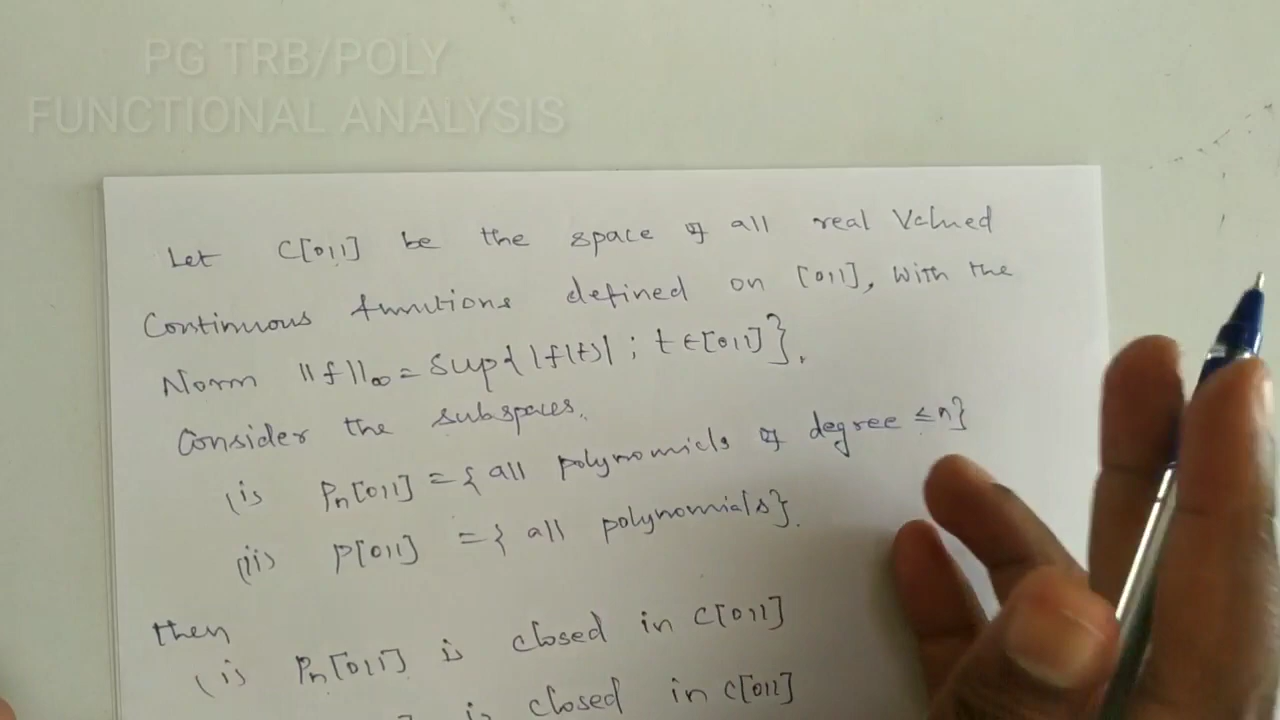 PG TRB/POLY
FUNCTIONAL ANALYSIS
Let C[0,1] be the space of all real valued
Continuous functions defined on [0,1], with the
Norm ||f||∞ = Sup{ |f(t)| ; t ∈ [0,1] }.
Consider the subspaces.
(i) Pn[0,1] = { all polynomials of degree ≤ n}
(ii) P[0,1] = { all polynomials}.
then
(i) Pn[0,1] is closed in C[0,1]
is closed in C[0,1]